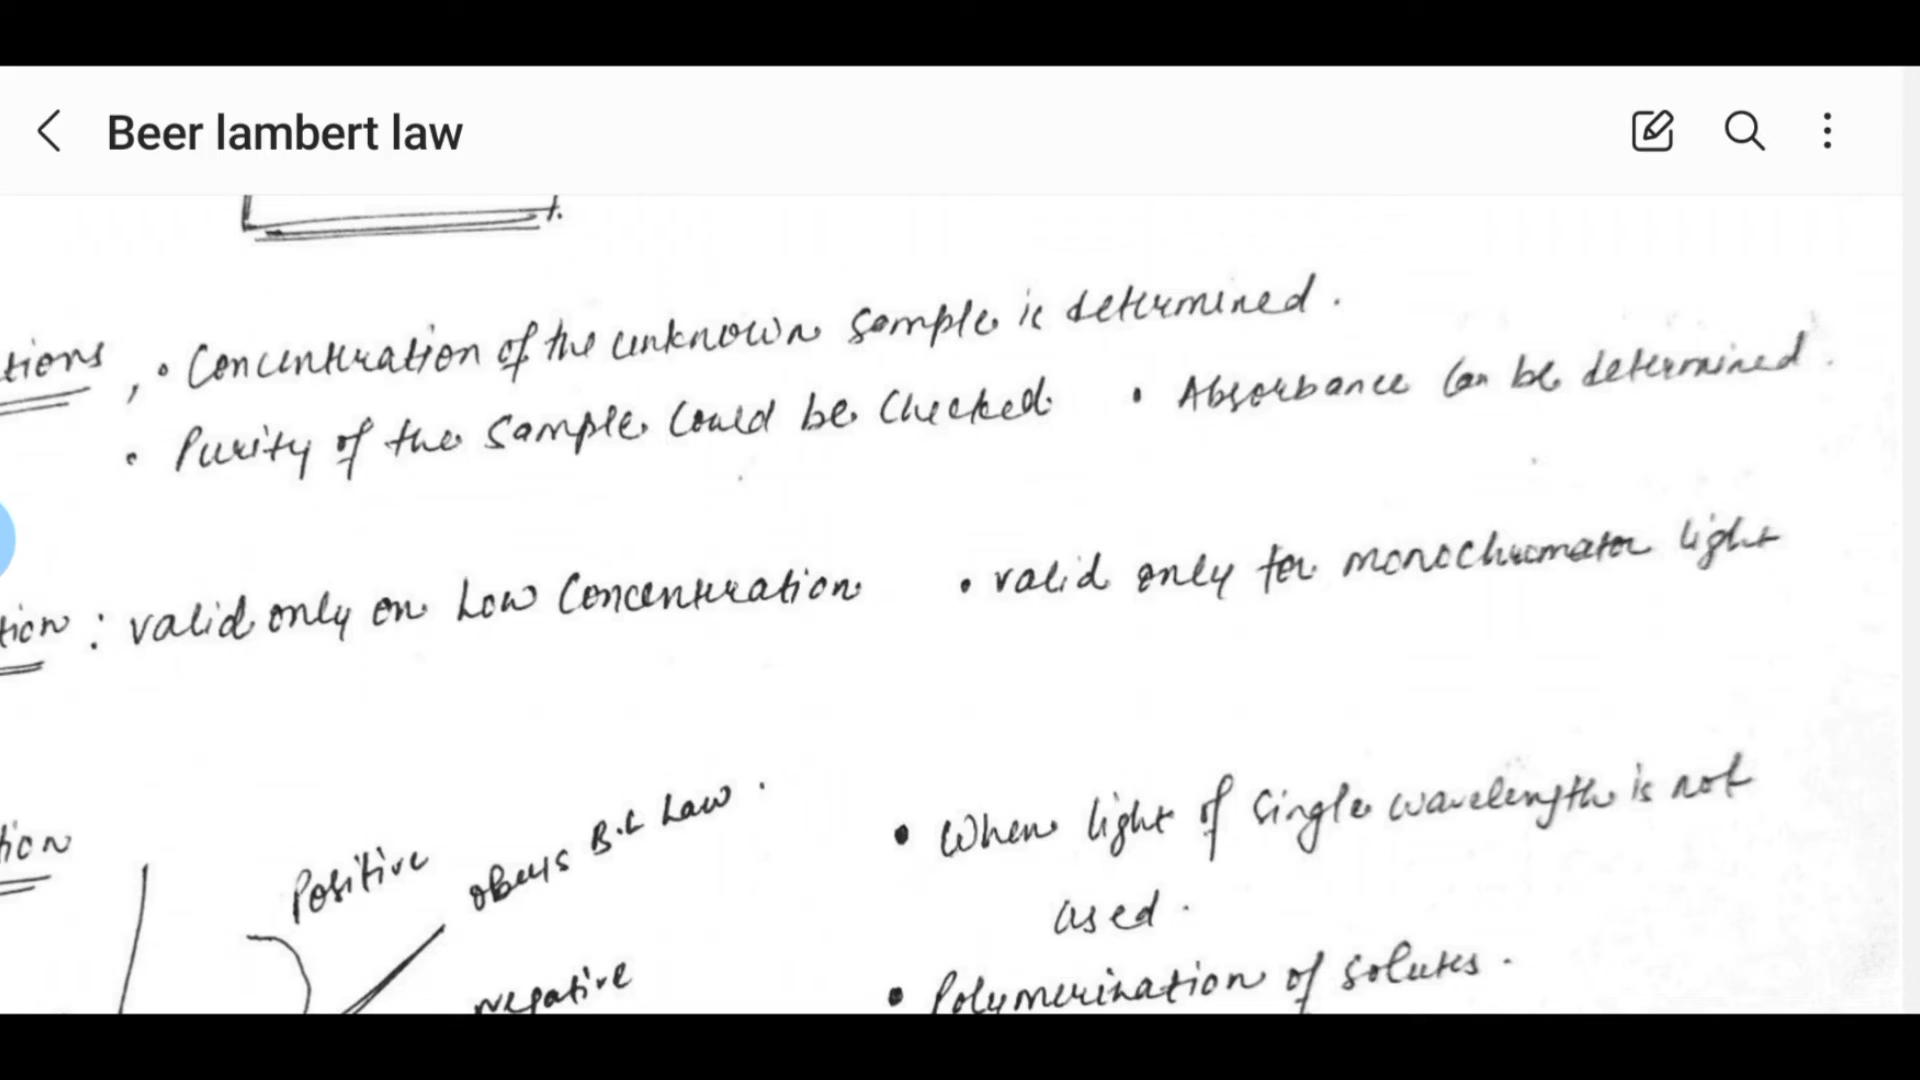 Beer lambert law
tions, • Concentration of the unknown sample is determined.
• Purity of the sample could be checked • Absorbance can be determined.
tion : valid only on low concentration • valid only for monochromator light
tion
Positive
obeys B.L Law.
negative
• When light of single wavelength is not
used.
• Polymerination of solutes.